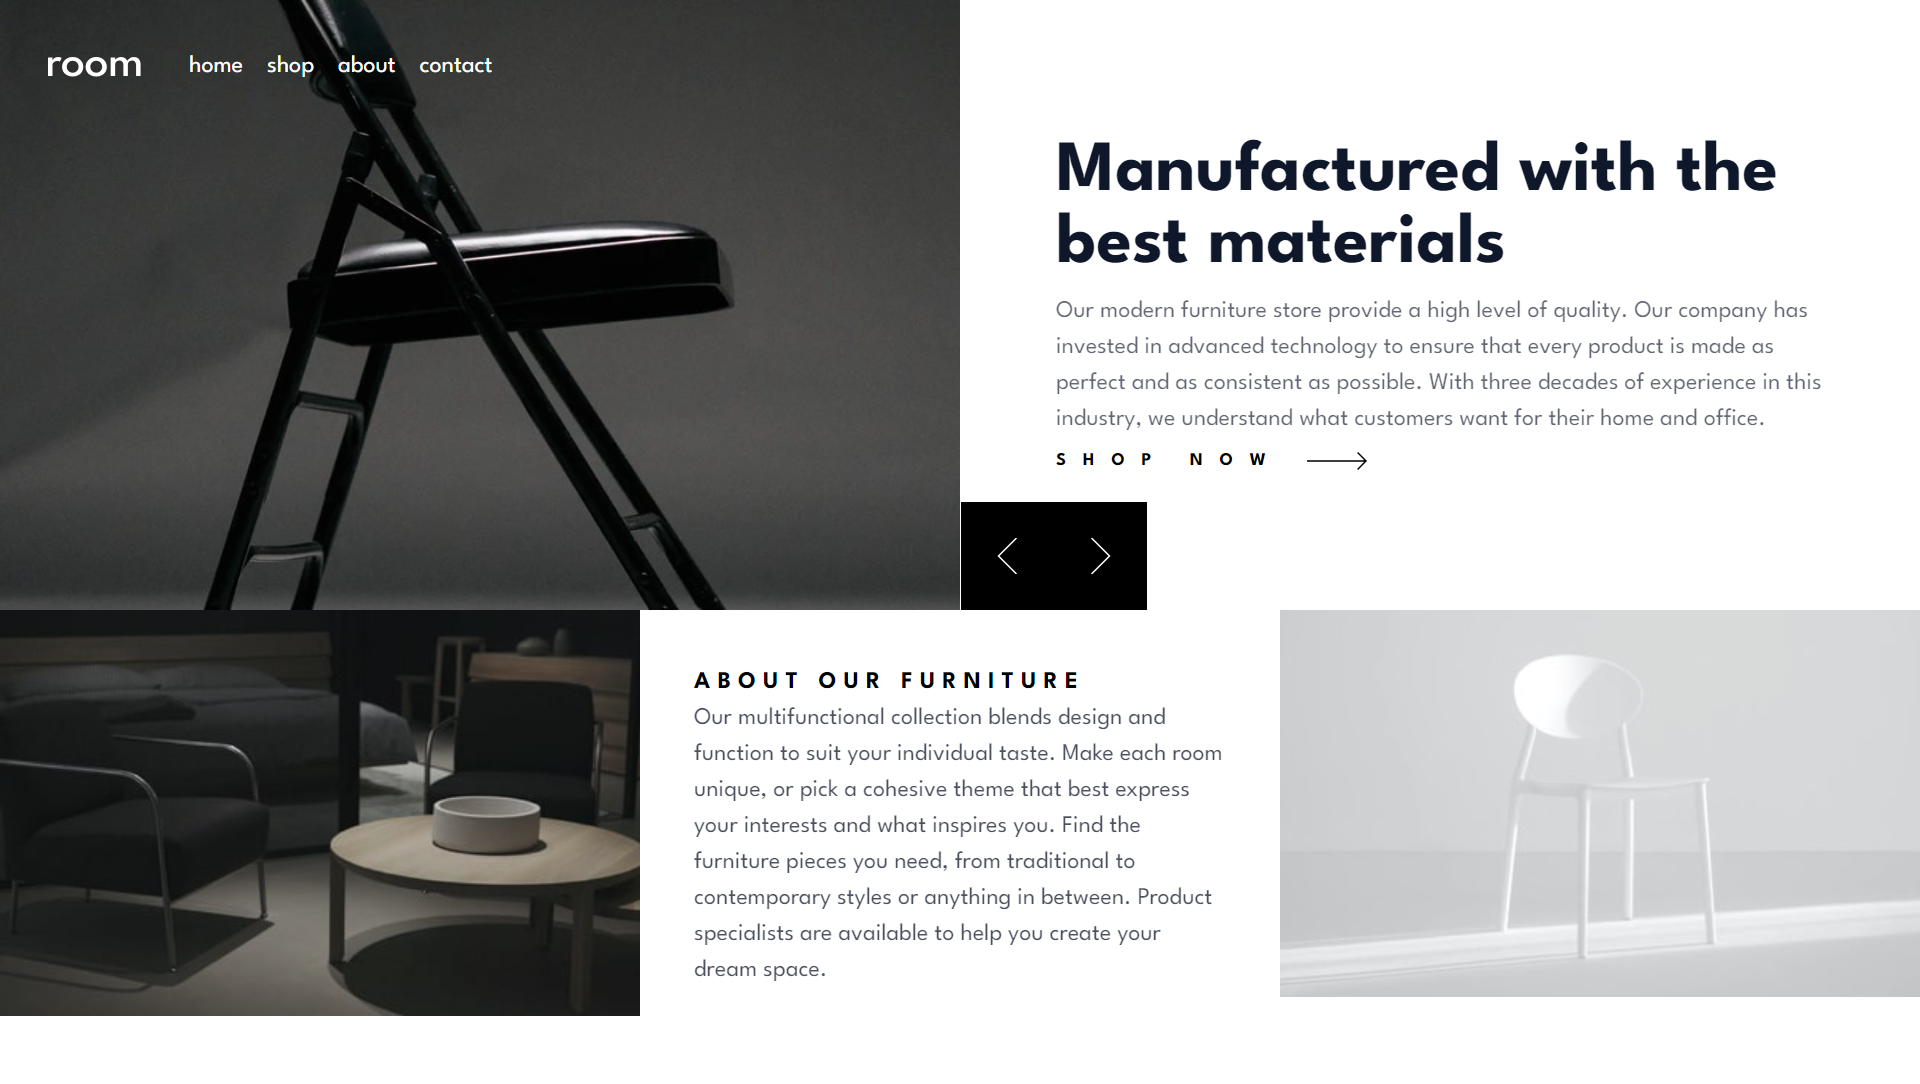 room
home shop about contact
Manufactured with the
best materials
Our modern furniture store provide a high level of quality. Our company has
invested in advanced technology to ensure that every product is made as
perfect and as consistent as possible. With three decades of experience in this
industry, we understand what customers want for their home and office.
SHOP NOW
ABOUT OUR FURNITURE
Our multifunctional collection blends design and
function to suit your individual taste. Make each room
unique, or pick a cohesive theme that best express
your interests and what inspires you. Find the
furniture pieces you need, from traditional to
contemporary styles or anything in between. Product
specialists are available to help you create your
dream space.